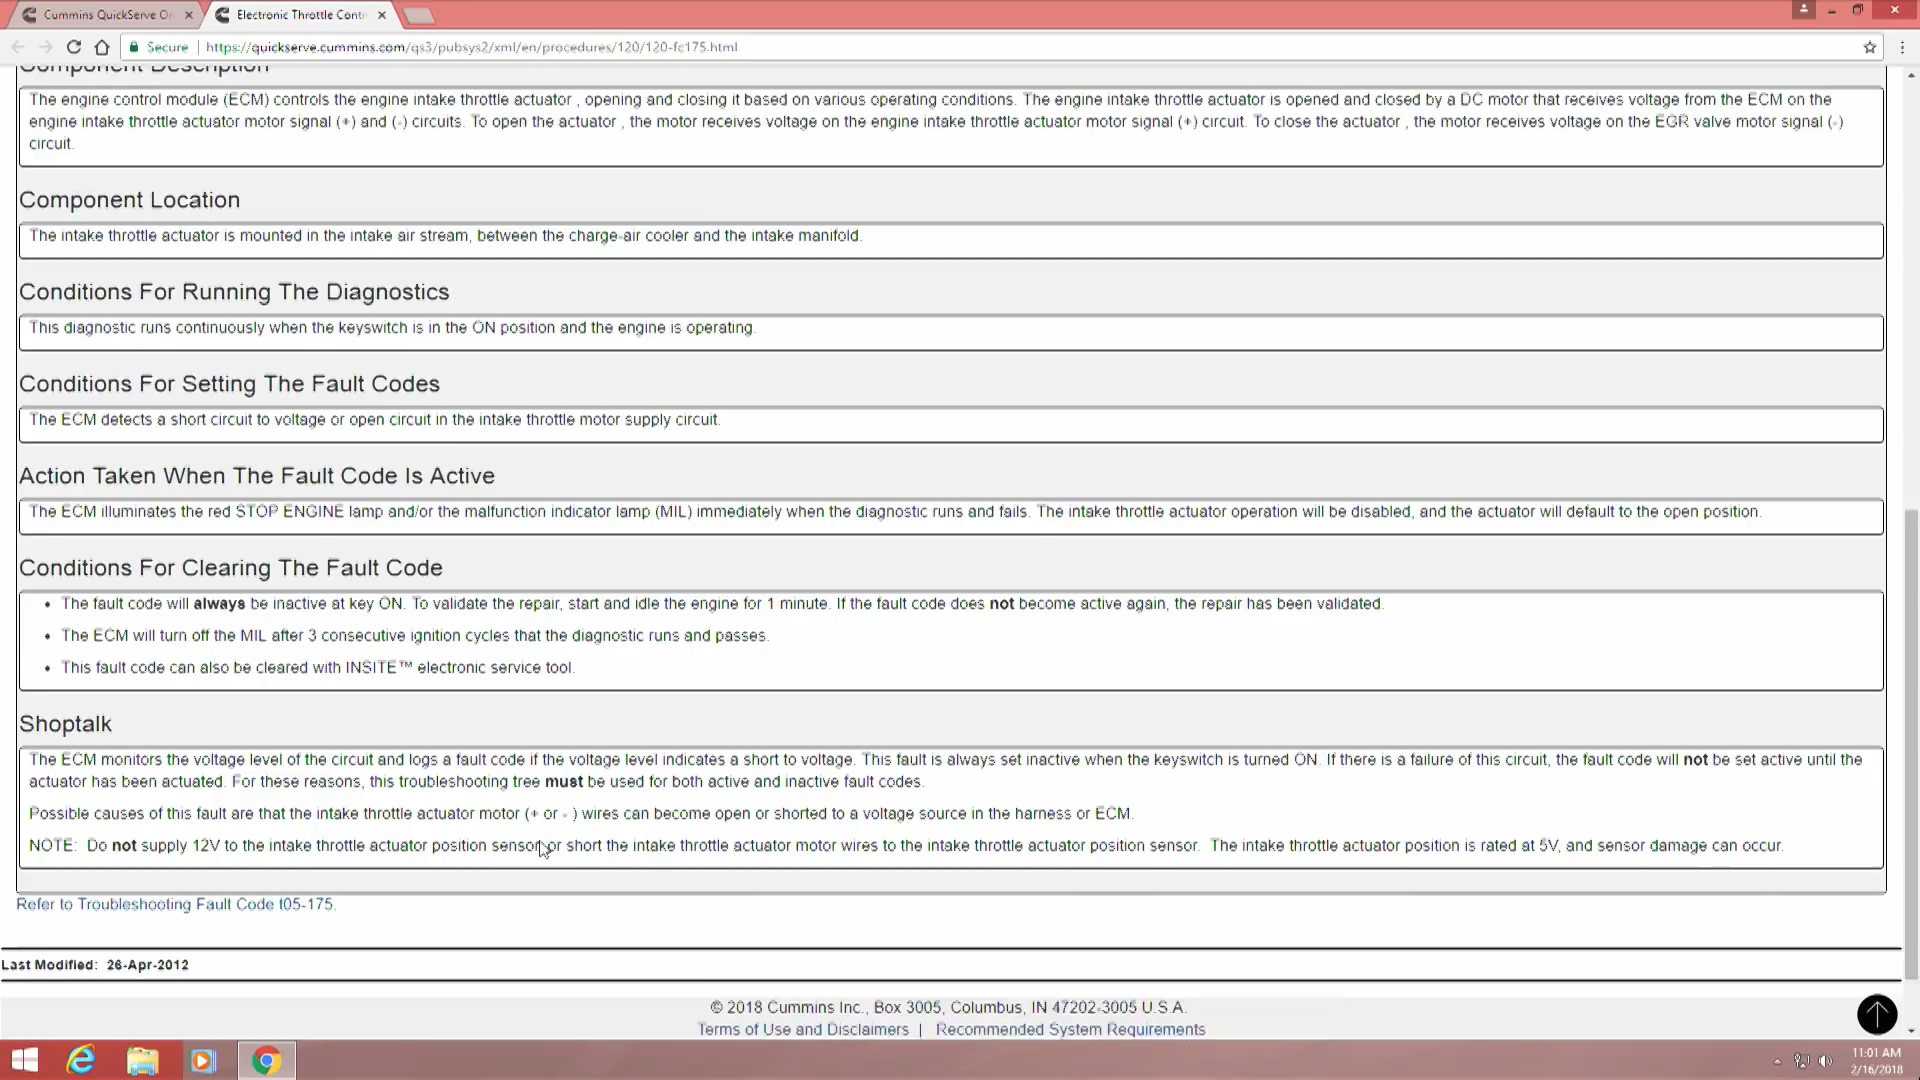 Cummins QuickServe On
Electronic Throttle Contr
Secure
https://quickserve.cummins.com/qs3/pubsys2/xml/en/procedures/120/120-fc175.html
Component Description
The engine control module (ECM) controls the engine intake throttle actuator , opening and closing it based on various operating conditions. The engine intake throttle actuator is opened and closed by a DC motor that receives voltage from the ECM on the
engine intake throttle actuator motor signal (+) and (-) circuits. To open the actuator , the motor receives voltage on the engine intake throttle actuator motor signal (+) circuit. To close the actuator , the motor receives voltage on the EGR valve motor signal (-)
circuit.
Component Location
The intake throttle actuator is mounted in the intake air stream, between the charge-air cooler and the intake manifold.
Conditions For Running The Diagnostics
This diagnostic runs continuously when the keyswitch is in the ON position and the engine is operating.
Conditions For Setting The Fault Codes
The ECM detects a short circuit to voltage or open circuit in the intake throttle motor supply circuit.
Action Taken When The Fault Code Is Active
The ECM illuminates the red STOP ENGINE lamp and/or the malfunction indicator lamp (MIL) immediately when the diagnostic runs and fails. The intake throttle actuator operation will be disabled, and the actuator will default to the open position.
Conditions For Clearing The Fault Code
• The fault code will always be inactive at key ON. To validate the repair, start and idle the engine for 1 minute. If the fault code does not become active again, the repair has been validated.
• The ECM will turn off the MIL after 3 consecutive ignition cycles that the diagnostic runs and passes.
• This fault code can also be cleared with INSITE™ electronic service tool.
Shoptalk
The ECM monitors the voltage level of the circuit and logs a fault code if the voltage level indicates a short to voltage. This fault is always set inactive when the keyswitch is turned ON. If there is a failure of this circuit, the fault code will not be set active until the
actuator has been actuated. For these reasons, this troubleshooting tree must be used for both active and inactive fault codes.
Possible causes of this fault are that the intake throttle actuator motor (+ or - ) wires can become open or shorted to a voltage source in the harness or ECM.
NOTE: Do not supply 12V to the intake throttle actuator position sensor or short the intake throttle actuator motor wires to the intake throttle actuator position sensor. The intake throttle actuator position is rated at 5V, and sensor damage can occur.
Refer to Troubleshooting Fault Code t05-175.
Last Modified: 26-Apr-2012
© 2018 Cummins Inc., Box 3005, Columbus, IN 47202-3005 U.S.A.
Terms of Use and Disclaimers | Recommended System Requirements
11:01 AM
2/16/2018